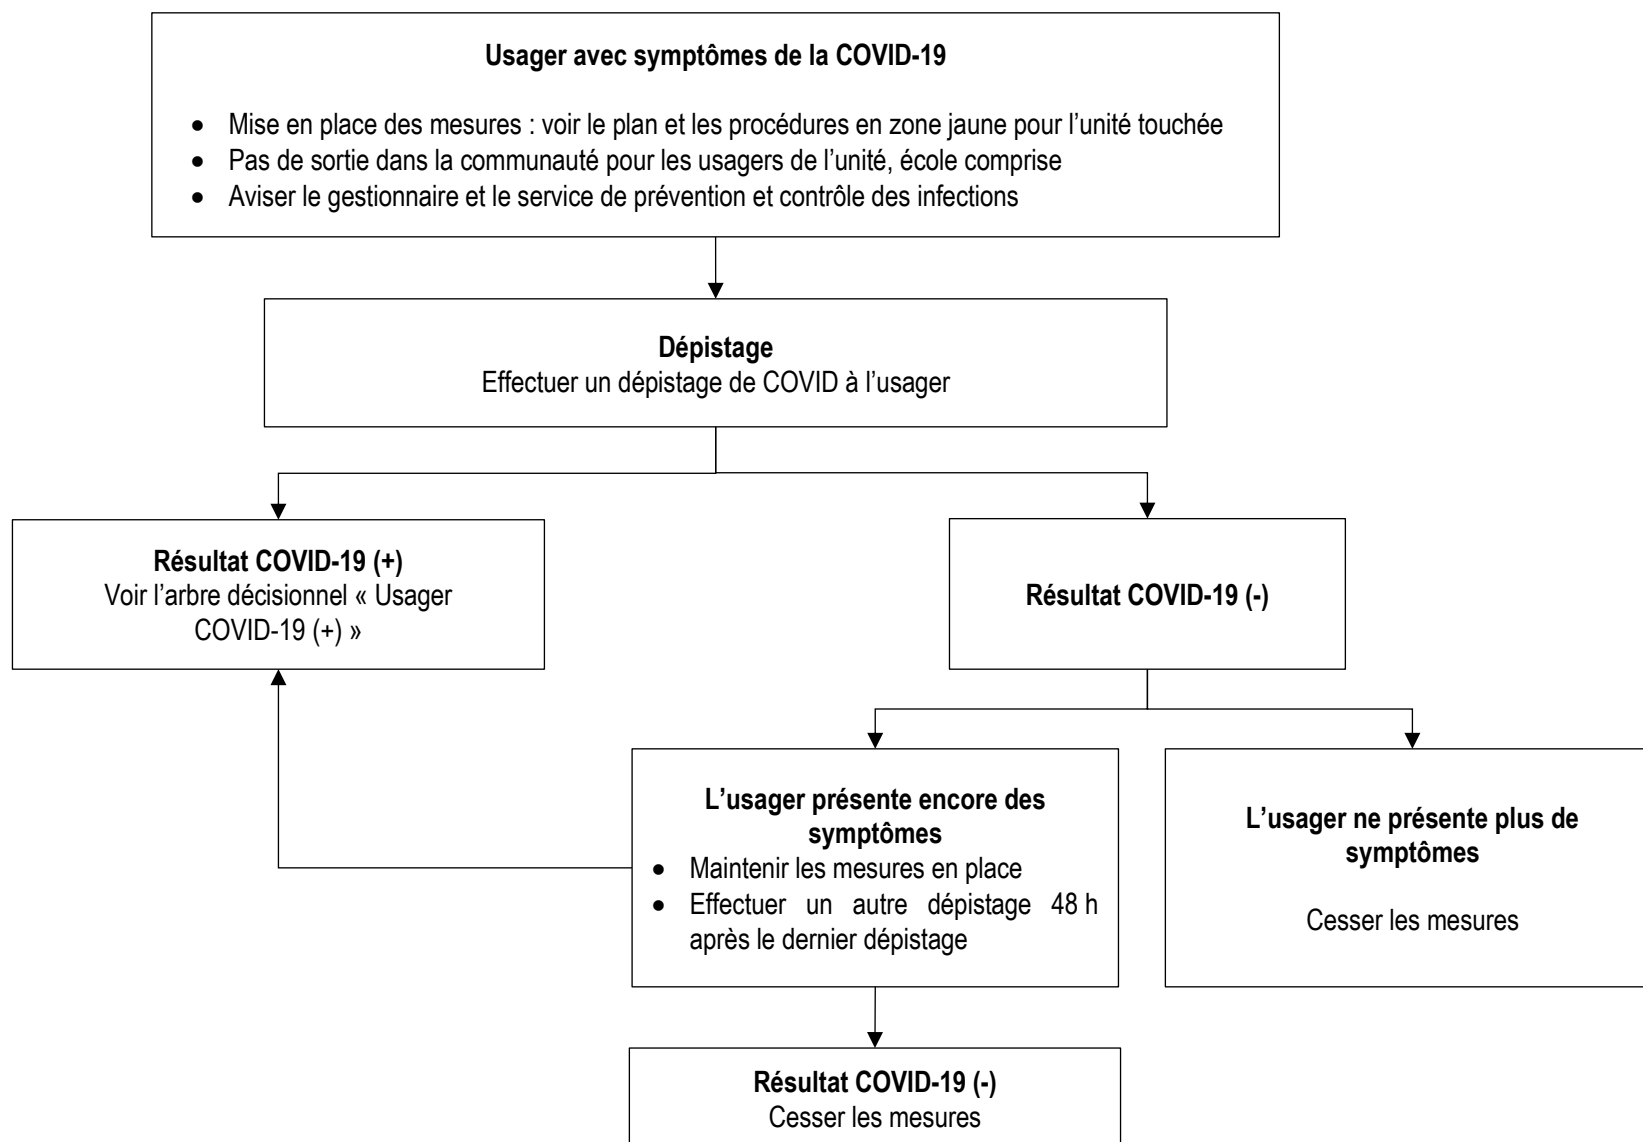 Usager avec symptômes de la COVID-19
• Mise en place des mesures : voir le plan et les procédures en zone jaune pour l’unité touchée
• Pas de sortie dans la communauté pour les usagers de l’unité, école comprise
• Aviser le gestionnaire et le service de prévention et contrôle des infections
Dépistage
Effectuer un dépistage de COVID à l’usager
Résultat COVID-19 (+)
Voir l’arbre décisionnel « Usager
COVID-19 (+) »
Résultat COVID-19 (-)
L’usager présente encore des
symptômes
• Maintenir les mesures en place
• Effectuer un autre dépistage 48 h
après le dernier dépistage
L’usager ne présente plus de
symptômes
Cesser les mesures
Résultat COVID-19 (-)
Cesser les mesures